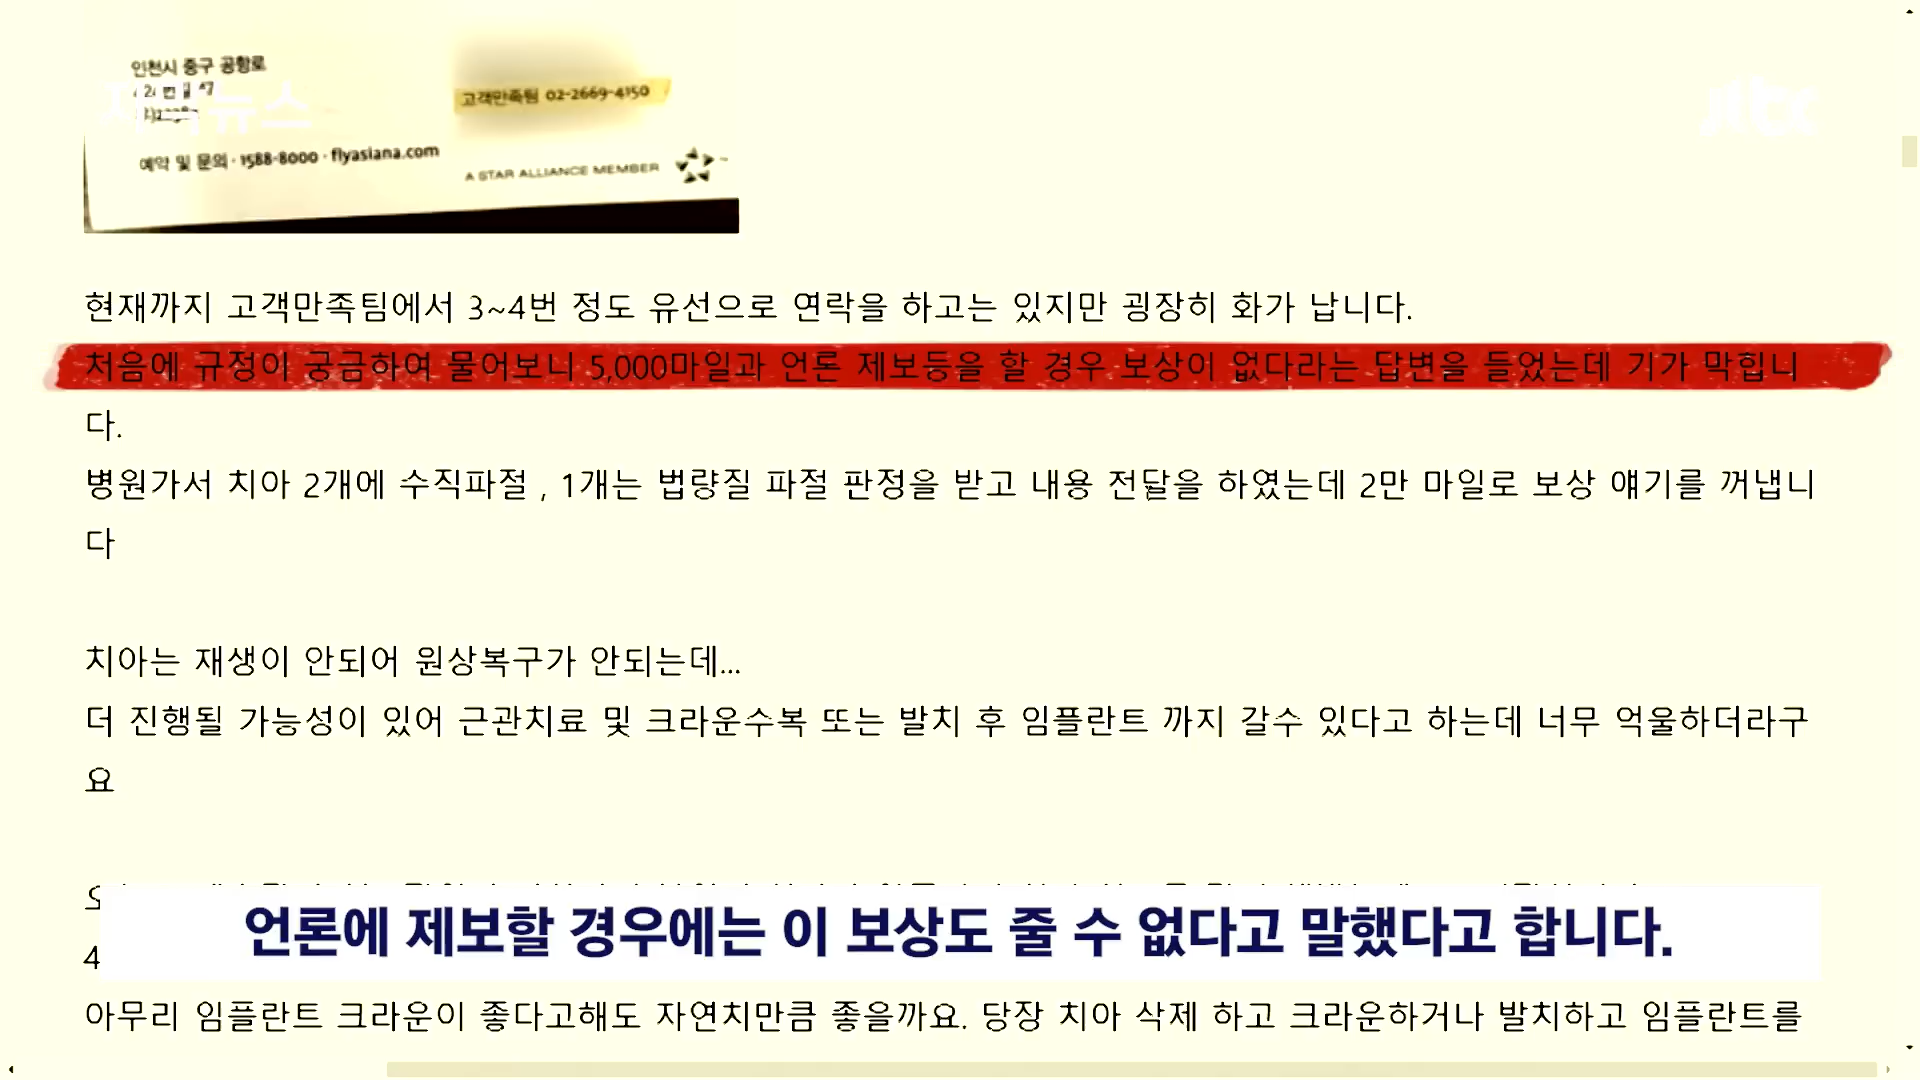 인천시 중구 공항로
자막뉴스
jtbc
고객만족팀 02-2669-4150
예약 및 문의 · 1588-8000 · flyasiana.com
A STAR ALLIANCE MEMBER
현재까지 고객만족팀에서 3~4번 정도 유선으로 연락을 하고는 있지만 굉장히 화가 납니다.
처음에 규정이 궁금하여 물어보니 5,000마일과 언론 제보등을 할 경우 보상이 없다라는 답변을 들었는데 기가 막힙니
다.
병원가서 치아 2개에 수직파절 , 1개는 법량질 파절 판정을 받고 내용 전달을 하였는데 2만 마일로 보상 얘기를 꺼냅니
다
치아는 재생이 안되어 원상복구가 안되는데...
더 진행될 가능성이 있어 근관치료 및 크라운수복 또는 발치 후 임플란트 까지 갈수 있다고 하는데 너무 억울하더라구
요
언론에 제보할 경우에는 이 보상도 줄 수 없다고 말했다고 합니다.
4
아무리 임플란트 크라운이 좋다고해도 자연치만큼 좋을까요. 당장 치아 삭제 하고 크라운하거나 발치하고 임플란트를